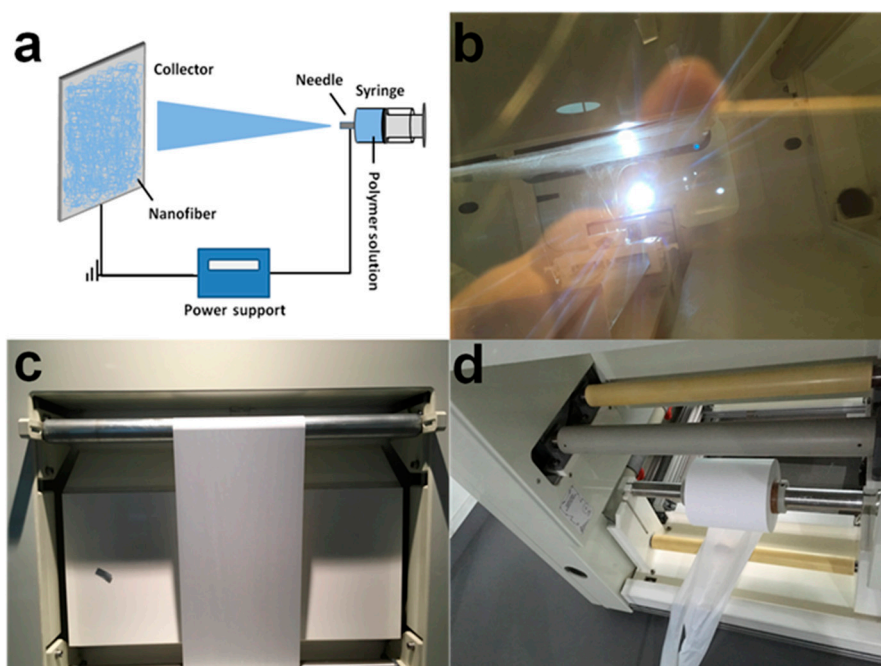 a
Collector
Needle
Syringe
Polymer solution
Nanofiber
Power support
b
c
d